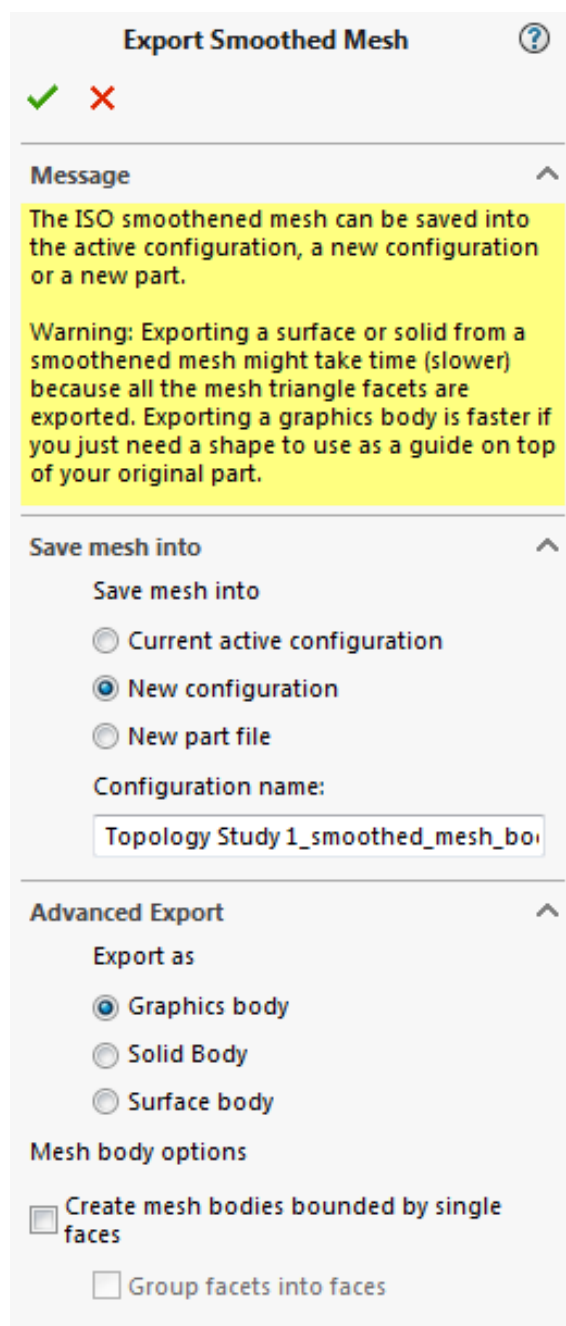 Export Smoothed Mesh
Message
The ISO smoothened mesh can be saved into
the active configuration, a new configuration
or a new part.
Warning: Exporting a surface or solid from a
smoothened mesh might take time (slower)
because all the mesh triangle facets are
exported. Exporting a graphics body is faster if
you just need a shape to use as a guide on top
of your original part.
Save mesh into
Save mesh into
Current active configuration
New configuration
New part file
Configuration name:
Topology Study 1_smoothed_mesh_bo
Advanced Export
Export as
Graphics body
Solid Body
Surface body
Mesh body options
Create mesh bodies bounded by single
faces
Group facets into faces